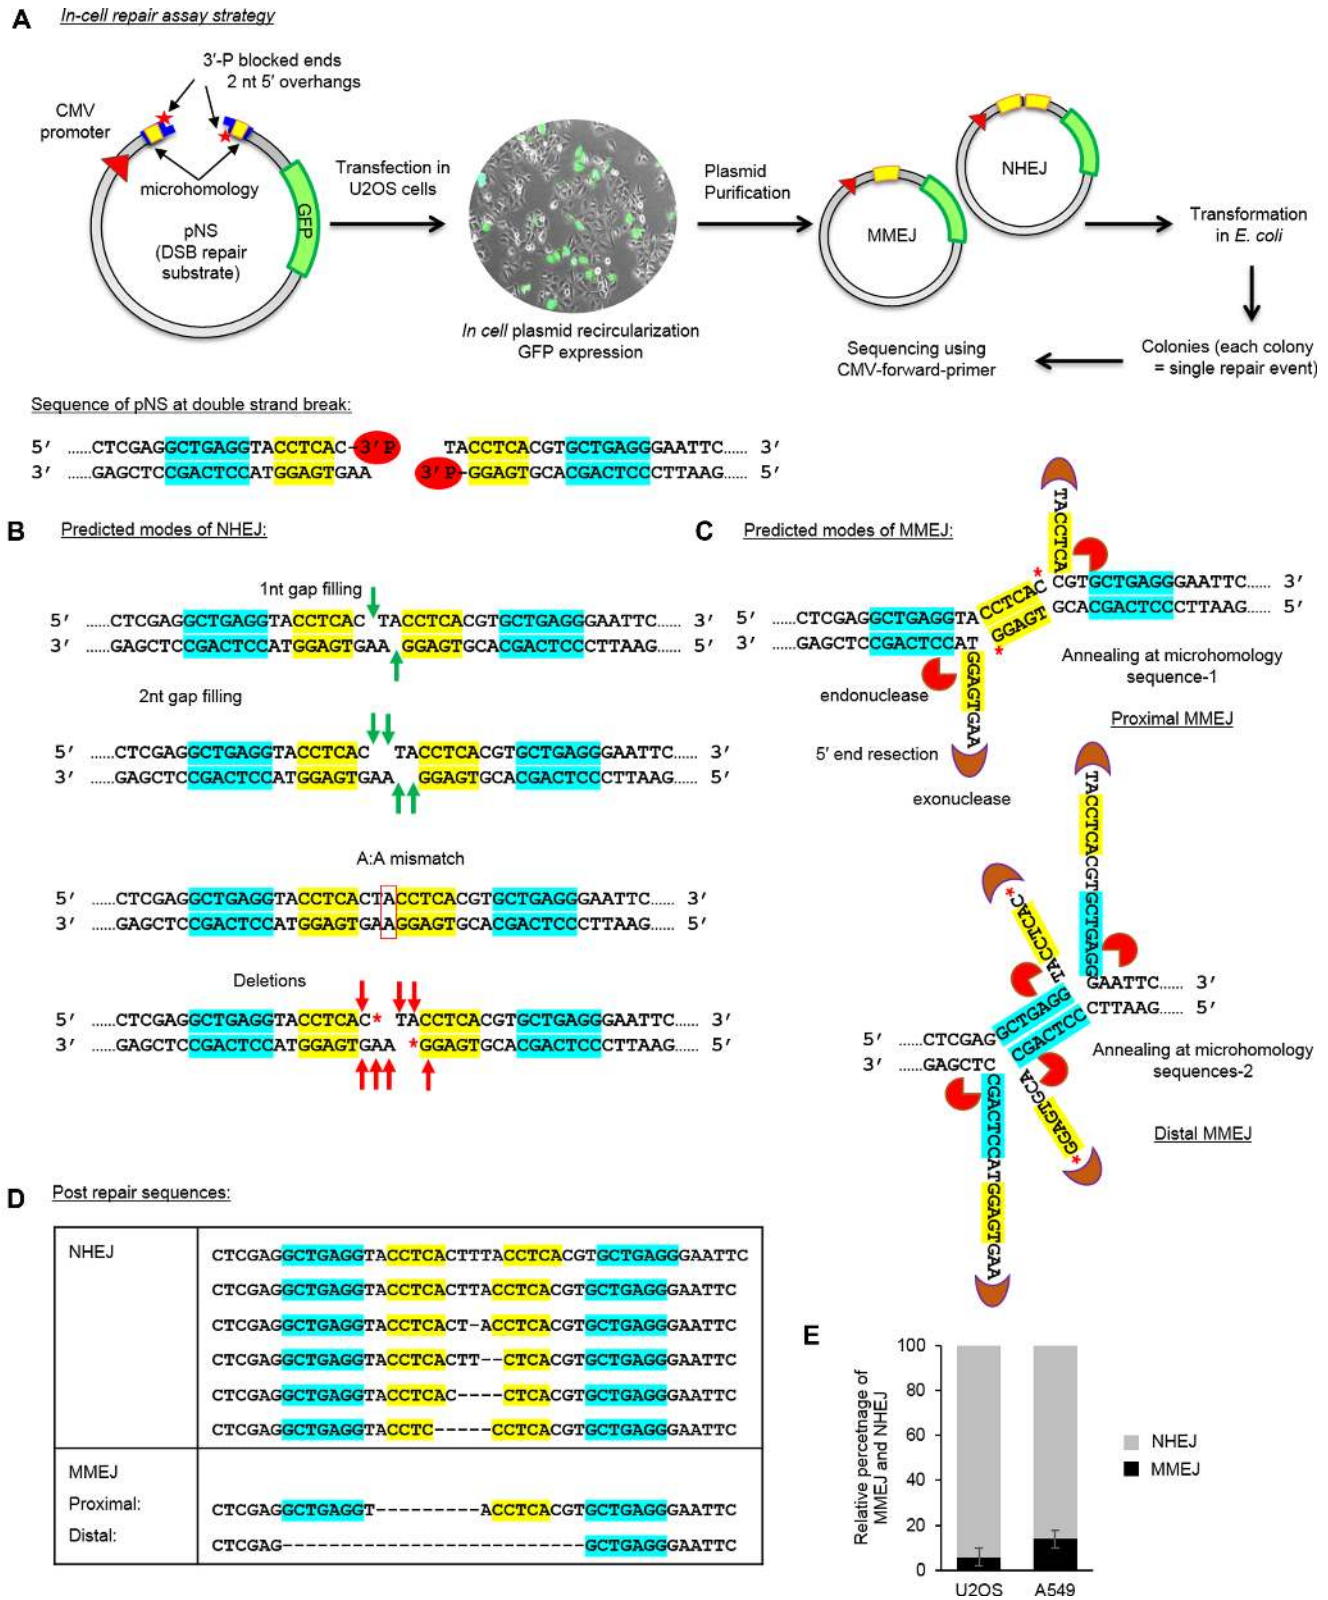 A In-cell repair assay strategy
3′-P blocked ends
2 nt 5′ overhangs
CMV
promoter
microhomology
pNS
(DSB repair
substrate)
GFP
Transfection in
U2OS cells
In cell plasmid recircularization
GFP expression
Plasmid
Purification
MMEJ
NHEJ
Transformation
in E. coli
Colonies (each colony
= single repair event)
Sequencing using
CMV-forward-primer
Sequence of pNS at double strand break:
5′ ......CTCGAGGCTGAGGTACCTCAC-3′P TACCTCACGTGCTGAGGGAATTC...... 3′
3′ ......GAGCTCCGACTCCATGGAGTGAA 3′P-GGAGTGCACGACTCCCTTAAG...... 5′
B Predicted modes of NHEJ:
1nt gap filling
5′ ......CTCGAGGCTGAGGTACCTCAC TACCTCACGTGCTGAGGGAATTC...... 3′
3′ ......GAGCTCCGACTCCATGGAGTGAA GGAGTGCACGACTCCCTTAAG...... 5′
2nt gap filling
5′ ......CTCGAGGCTGAGGTACCTCAC TACCTCACGTGCTGAGGGAATTC...... 3′
3′ ......GAGCTCCGACTCCATGGAGTGAA GGAGTGCACGACTCCCTTAAG...... 5′
A:A mismatch
5′ ......CTCGAGGCTGAGGTACCTCACTACCTCACGTGCTGAGGGAATTC...... 3′
3′ ......GAGCTCCGACTCCATGGAGTGAAGGAGTGCACGACTCCCTTAAG...... 5′
Deletions
5′ ......CTCGAGGCTGAGGTACCTCAC* TACCTCACGTGCTGAGGGAATTC...... 3′
3′ ......GAGCTCCGACTCCATGGAGTGAA *GGAGTGCACGACTCCCTTAAG...... 5′
C Predicted modes of MMEJ:
TACCTCA
CGTGCTGAGGGAATTC...... 3′
GCACGACTCCCTTAAG...... 5′
CCTCAC*
*GGAGT
5′ ......CTCGAGGCTGAGGTA
3′ ......GAGCTCCGACTCCAT
GGAGTGAA
endonuclease
5′ end resection
exonuclease
Annealing at microhomology
sequence-1
Proximal MMEJ
TACCTCACGTGCTGAGG
GAATTC...... 3′
CTTAAG...... 5′
TACCTCAC*
GCTGAGG
CGACTCC
5′ ......CTCGAG
3′ ......GAGCTC
*GGAGTGCA
CGACTCCATGGAGTGAA
Annealing at microhomology
sequences-2
Distal MMEJ
D Post repair sequences:
NHEJ
CTCGAGGCTGAGGTACCTCACTTTACCTCACGTGCTGAGGGAATTC
CTCGAGGCTGAGGTACCTCACTTACCTCACGTGCTGAGGGAATTC
CTCGAGGCTGAGGTACCTCACT-ACCTCACGTGCTGAGGGAATTC
CTCGAGGCTGAGGTACCTCACTT--CTCACGTGCTGAGGGAATTC
CTCGAGGCTGAGGTACCTCAC----CTCACGTGCTGAGGGAATTC
CTCGAGGCTGAGGTACCTC-----CCTCACGTGCTGAGGGAATTC
MMEJ
Proximal: CTCGAGGCTGAGGT---------ACCTCACGTGCTGAGGGAATTC
Distal: CTCGAG--------------------------GCTGAGGGAATTC
E
Relative percetnage of
MMEJ and NHEJ
100
80
60
40
20
0
U2OS A549
NHEJ
MMEJ